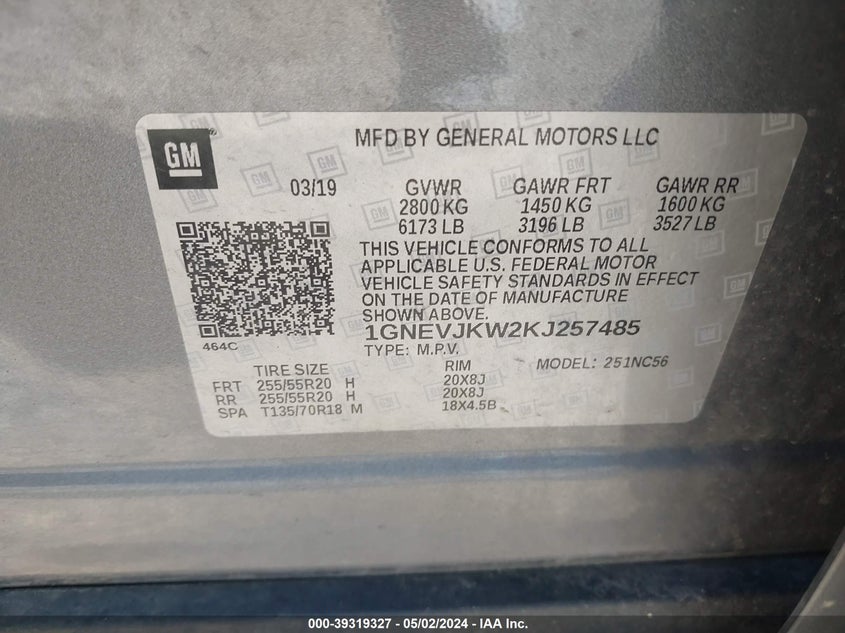 GM
MFD BY GENERAL MOTORS LLC
03/19 GVWR GAWR FRT GAWR RR
2800 KG 1450 KG 1600 KG
6173 LB 3196 LB 3527 LB
THIS VEHICLE CONFORMS TO ALL
APPLICABLE U.S. FEDERAL MOTOR
VEHICLE SAFETY STANDARDS IN EFFECT
ON THE DATE OF MANUFACTURE
SHOWN ABOVE.
1GNEVJKW2KJ257485
464C
TYPE: M.P.V. MODEL: 251NC56
TIRE SIZE RIM
FRT 255/55R20 H 20X8J
RR 255/55R20 H 20X8J
SPA T135/70R18 M 18X4.5B
000-39319327 - 05/02/2024 - IAA Inc.